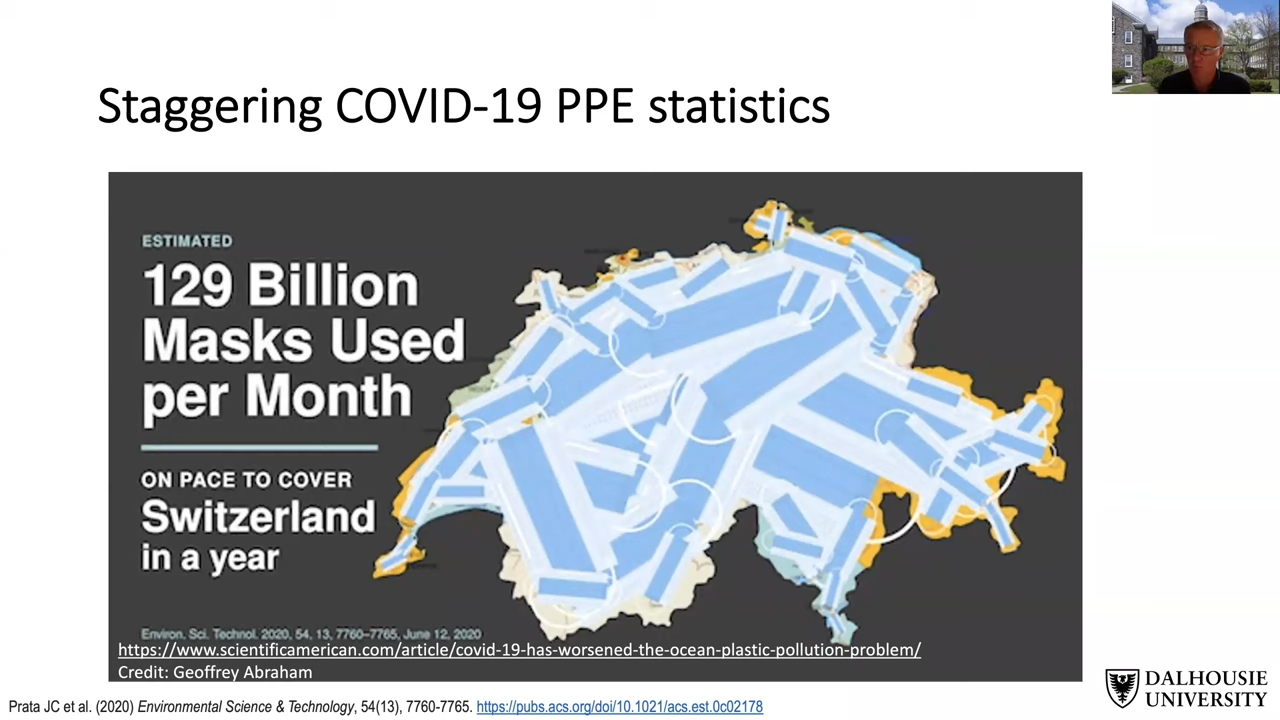 Staggering COVID-19 PPE statistics
ESTIMATED
129 Billion
Masks Used
per Month
ON PACE TO COVER
Switzerland
in a year
Environ. Sci. Technol. 2020, 54, 13, 7760–7765, June 12, 2020
https://www.scientificamerican.com/article/covid-19-has-worsened-the-ocean-plastic-pollution-problem/
Credit: Geoffrey Abraham
DALHOUSIE
UNIVERSITY
Prata JC et al. (2020) Environmental Science & Technology, 54(13), 7760-7765. https://pubs.acs.org/doi/10.1021/acs.est.0c02178